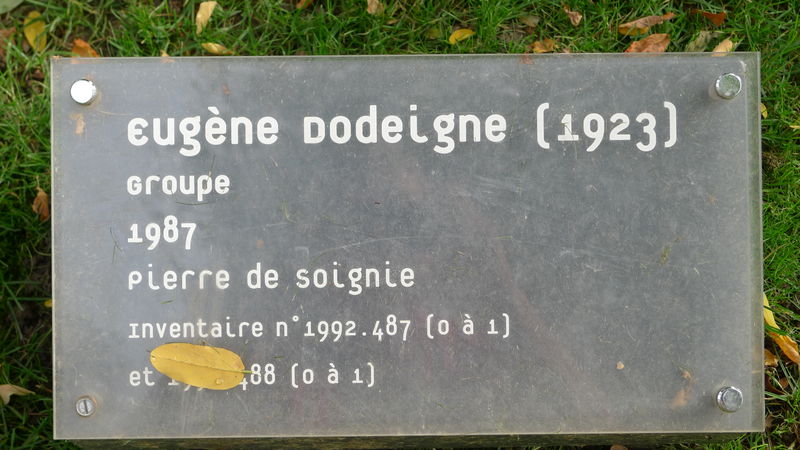 Eugène Dodeigne (1923)
Groupe
1987
Pierre de soignie
Inventaire n°1992.487 (0 à 1)
et 488 (0 à 1)